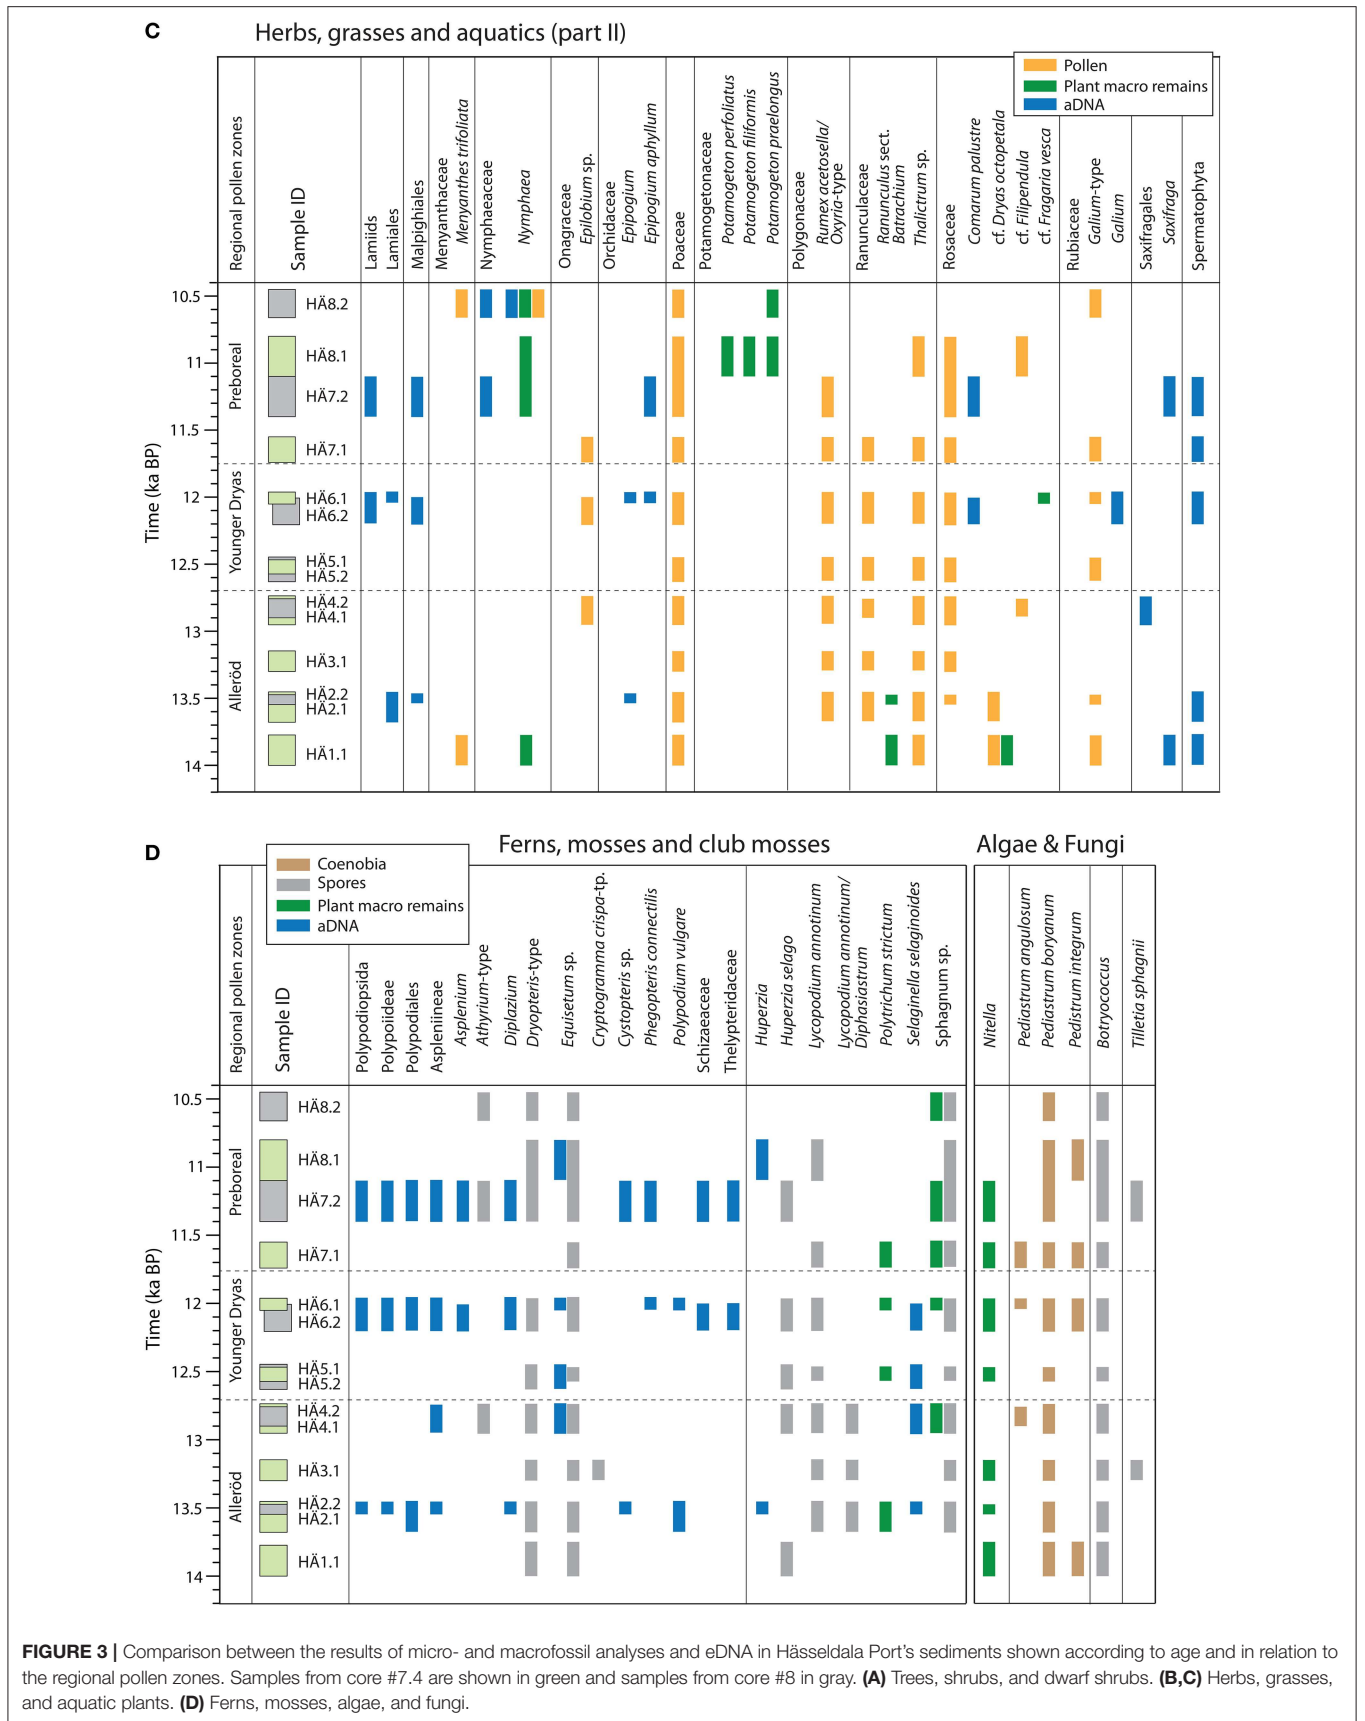 C
Herbs, grasses and aquatics (part II)
Pollen
Plant macro remains
aDNA
Regional pollen zones
Sample ID
Lamiids
Lamiales
Malpighiales
Menyanthaceae
Menyanthes trifoliata
Nymphaeaceae
Nymphaea
Onagraceae
Epilobium sp.
Orchidaceae
Epipogium
Epipogium aphyllum
Poaceae
Potamogetonaceae
Potamogeton perfoliatus
Potamogeton filiformis
Potamogeton praelongus
Polygonaceae
Rumex acetosella/
Oxyria-type
Ranunculaceae
Ranunculus sect.
Batrachium
Thalictrum sp.
Rosaceae
Comarum palustre
cf. Dryas octopetala
cf. Filipendula
cf. Fragaria vesca
Rubiaceae
Galium-type
Galium
Saxifragales
Saxifraga
Spermatophyta
Time (ka BP)
10.5
11
11.5
12
12.5
13
13.5
14
Preboreal
Younger Dryas
Alleröd
HÄ8.2
HÄ8.1
HÄ7.2
HÄ7.1
HÄ6.1
HÄ6.2
HÄ5.1
HÄ5.2
HÄ4.2
HÄ4.1
HÄ3.1
HÄ2.2
HÄ2.1
HÄ1.1
D
Ferns, mosses and club mosses
Algae & Fungi
Coenobia
Spores
Plant macro remains
aDNA
Regional pollen zones
Sample ID
Polypodiopsida
Polypoiideae
Polypodiales
Aspleniineae
Asplenium
Athyrium-type
Diplazium
Dryopteris-type
Equisetum sp.
Cryptogramma crispa-tp.
Cystopteris sp.
Phegopteris connectilis
Polypodium vulgare
Schizaeaceae
Thelypteridaceae
Huperzia
Huperzia selago
Lycopodium annotinum
Lycopodium annotinum/
Diphasiastrum
Polytrichum strictum
Selaginella selaginoides
Sphagnum sp.
Nitella
Pediastrum angulosum
Pediastrum boryanum
Pedistrum integrum
Botryococcus
Tilletia sphagnii
Time (ka BP)
10.5
11
11.5
12
12.5
13
13.5
14
Preboreal
Younger Dryas
Alleröd
HÄ8.2
HÄ8.1
HÄ7.2
HÄ7.1
HÄ6.1
HÄ6.2
HÄ5.1
HÄ5.2
HÄ4.2
HÄ4.1
HÄ3.1
HÄ2.2
HÄ2.1
HÄ1.1
FIGURE 3 | Comparison between the results of micro- and macrofossil analyses and eDNA in Hässeldala Port's sediments shown according to age and in relation to
the regional pollen zones. Samples from core #7.4 are shown in green and samples from core #8 in gray. (A) Trees, shrubs, and dwarf shrubs. (B,C) Herbs, grasses,
and aquatic plants. (D) Ferns, mosses, algae, and fungi.